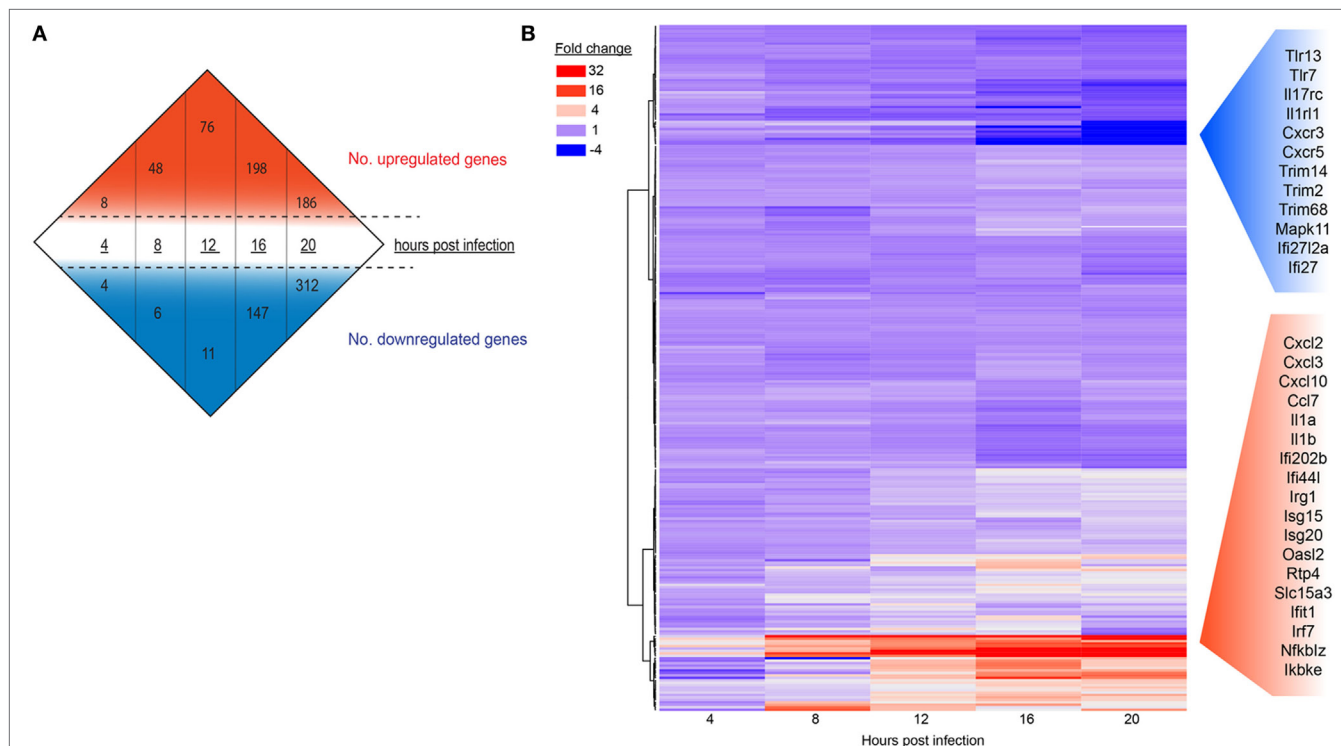 A
76
48
198
8
186
No. upregulated genes
4
8
12
16
20
hours post infection
4
312
6
147
11
No. downregulated genes
B
Fold change
32
16
4
1
-4
4
8
12
16
20
Hours post infection
Tlr13
Tlr7
Il17rc
Il1rl1
Cxcr3
Cxcr5
Trim14
Trim2
Trim68
Mapk11
Ifi27l2a
Ifi27
Cxcl2
Cxcl3
Cxcl10
Ccl7
Il1a
Il1b
Ifi202b
Ifi44l
Irg1
Isg15
Isg20
Oasl2
Rtp4
Slc15a3
Ifit1
Irf7
Nfkblz
Ikbke